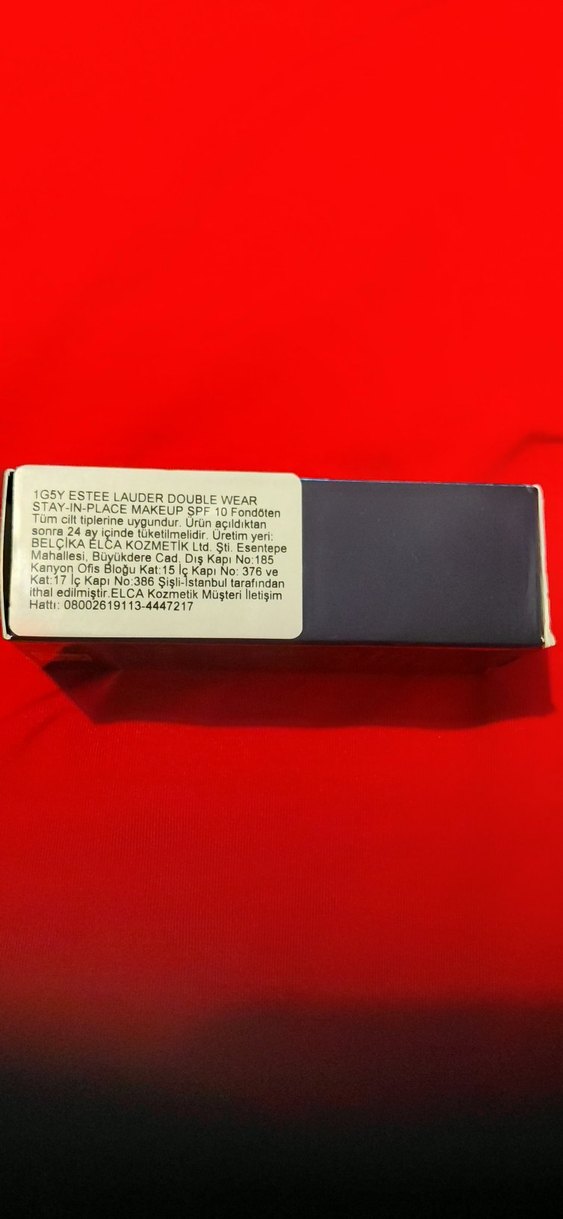 1G5Y ESTEE LAUDER DOUBLE WEAR
STAY-IN-PLACE MAKEUP SPF 10 Fondöten
Tüm cilt tiplerine uygundur. Ürün açıldıktan
sonra 24 ay içinde tüketilmelidir. Üretim yeri:
BELÇİKA ELCA KOZMETİK Ltd. Şti. Esentepe
Mahallesi, Büyükdere Cad. Dış Kapı No:185
Kanyon Ofis Bloğu Kat:15 İç Kapı No: 376 ve
Kat:17 İç Kapı No:386 Şişli-İstanbul tarafından
ithal edilmiştir.ELCA Kozmetik Müşteri İletişim
Hattı: 08002619113-4447217